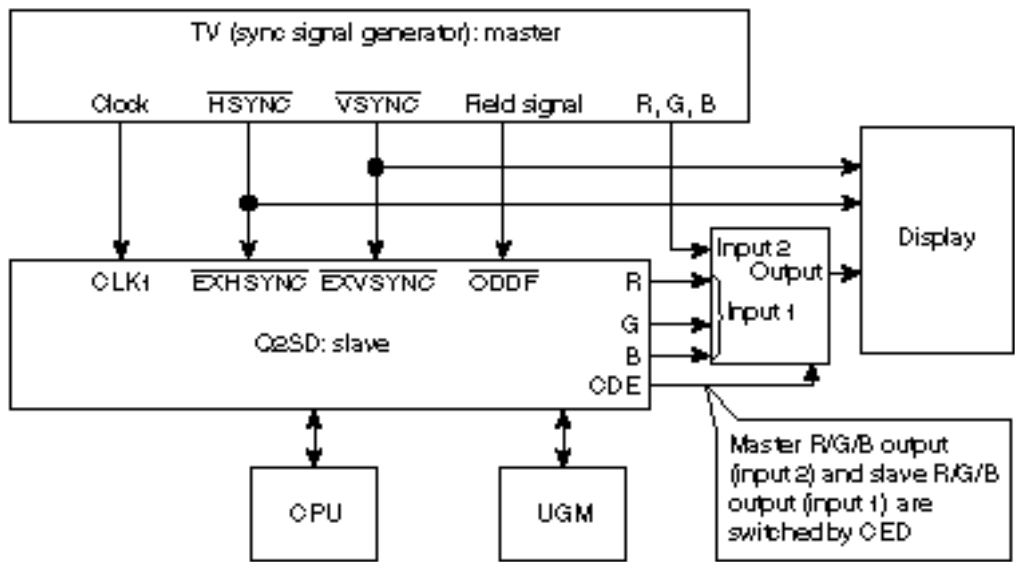 TV (sync signal generator): master
Clock HSYNC VSYNC Field signal R, G, B
Display
Input 2
Output
CLK1 EXHSYNC EXVSYNC ODDF R
Input 1
G
Q2SD: slave
B
CDE
Master R/G/B output
(input 2) and slave R/G/B
output (input 1) are
switched by CED
CPU UGM